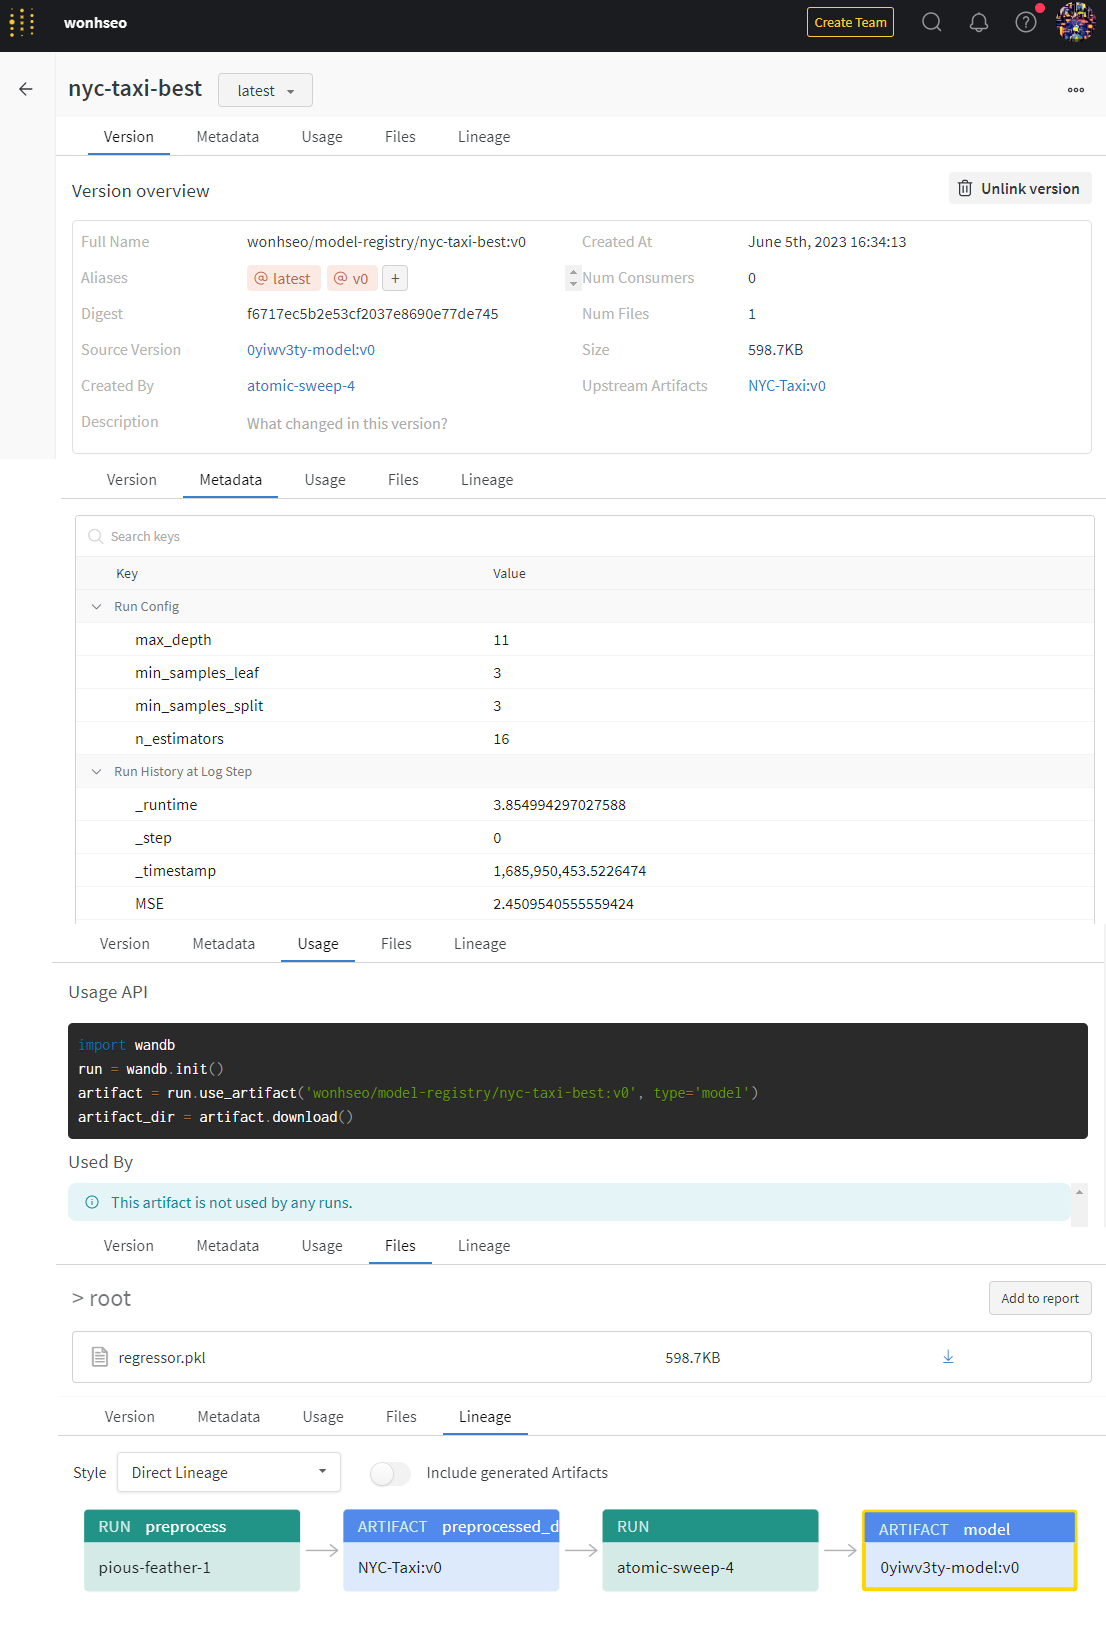 wonhseo
Create Team
nyc-taxi-best
latest
Version Metadata Usage Files Lineage
Version overview
Unlink version
Full Name wonhseo/model-registry/nyc-taxi-best:v0 Created At June 5th, 2023 16:34:13
Aliases @ latest @ v0 + Num Consumers 0
Digest f6717ec5b2e53cf2037e8690e77de745 Num Files 1
Source Version 0yiwv3ty-model:v0 Size 598.7KB
Created By atomic-sweep-4 Upstream Artifacts NYC-Taxi:v0
Description What changed in this version?
Version Metadata Usage Files Lineage
Search keys
Key Value
Run Config
max_depth 11
min_samples_leaf 3
min_samples_split 3
n_estimators 16
Run History at Log Step
_runtime 3.854994297027588
_step 0
_timestamp 1,685,950,453.5226474
MSE 2.4509540555559424
Version Metadata Usage Files Lineage
Usage API
import wandb
run = wandb.init()
artifact = run.use_artifact('wonhseo/model-registry/nyc-taxi-best:v0', type='model')
artifact_dir = artifact.download()
Used By
This artifact is not used by any runs.
Version Metadata Usage Files Lineage
> root
Add to report
regressor.pkl 598.7KB
Version Metadata Usage Files Lineage
Style Direct Lineage Include generated Artifacts
RUN preprocess ARTIFACT preprocessed_d RUN ARTIFACT model
pious-feather-1 NYC-Taxi:v0 atomic-sweep-4 0yiwv3ty-model:v0